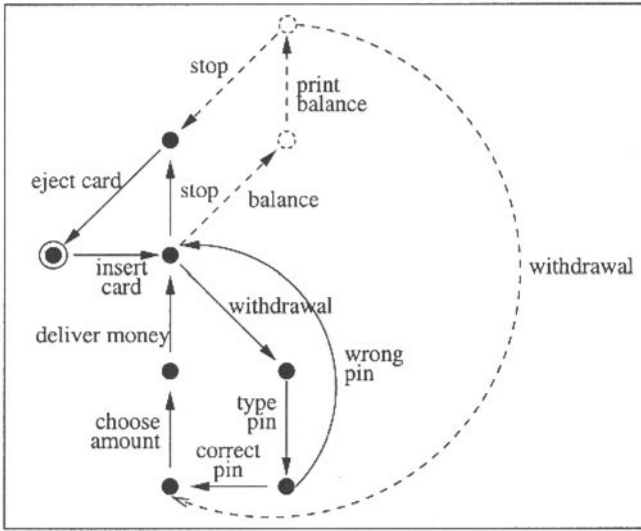 stop
print
balance
eject card
stop
balance
insert
card
withdrawal
withdrawal
deliver money
wrong
pin
type
pin
choose
amount
correct
pin